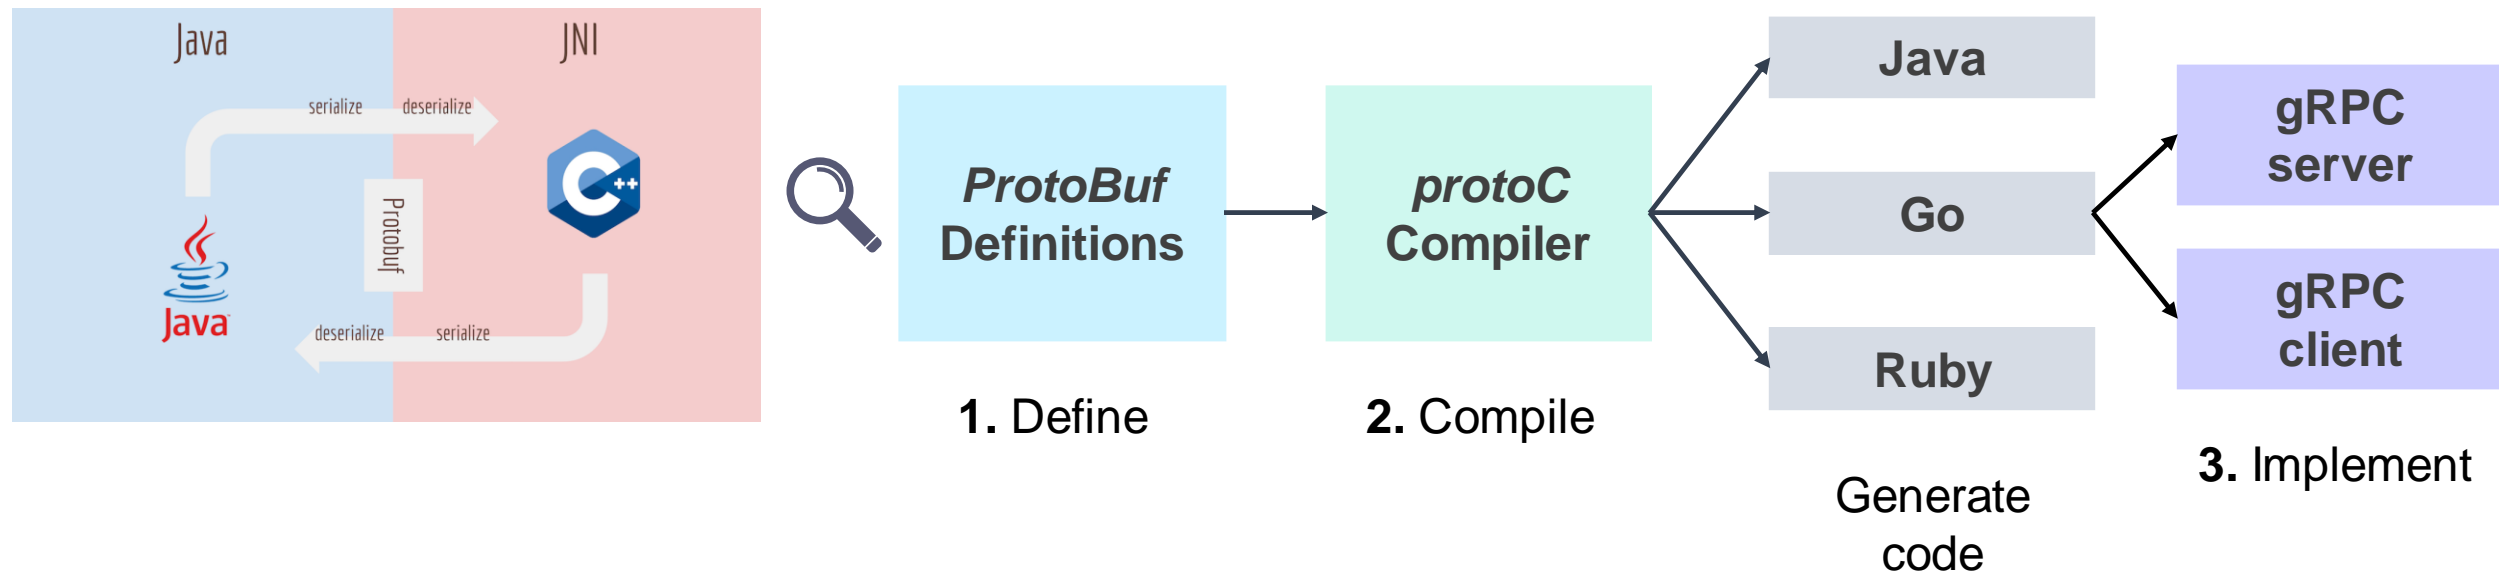 Java
JNI
serialize
deserialize
C
++
Protobuf
Java™
deserialize
serialize
ProtoBuf
Definitions
1. Define
protoC
Compiler
2. Compile
Java
Go
Ruby
Generate
code
gRPC
server
gRPC
client
3. Implement